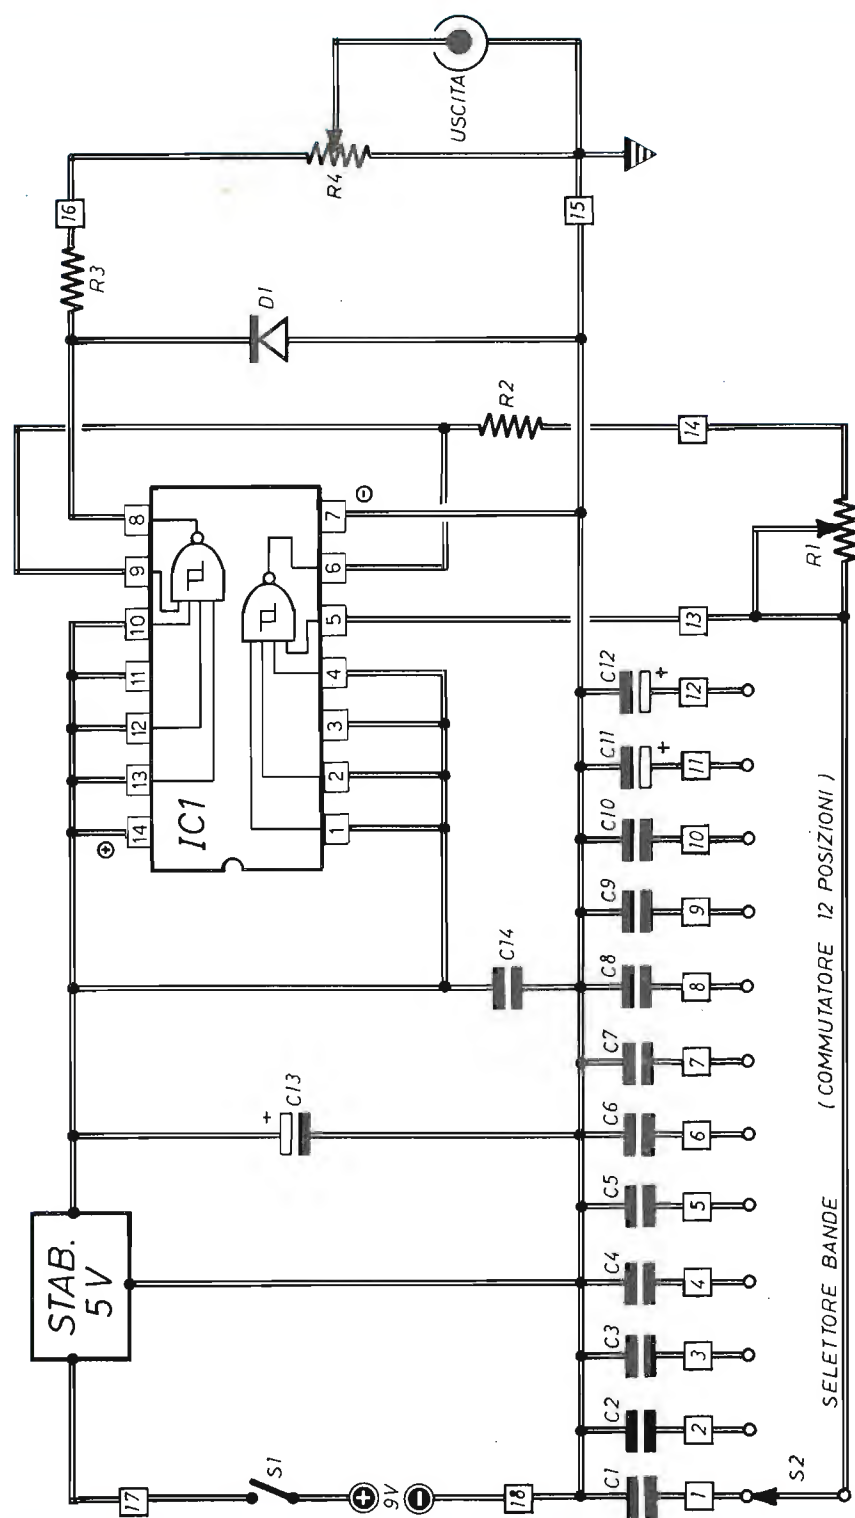 STAB.
5V
17
S1
9V
18
C13
+
C14
IC1
14
13
12
11
10
9
8
1
2
3
4
5
6
7
R3
16
D1
R4
USCITA
15
R2
14
13
R1
C1
C2
C3
C4
C5
C6
C7
C8
C9
C10
C11
C12
+
+
1
2
3
4
5
6
7
8
9
10
11
12
S2
SELETTORE BANDE
(COMMUTATORE 12 POSIZIONI)